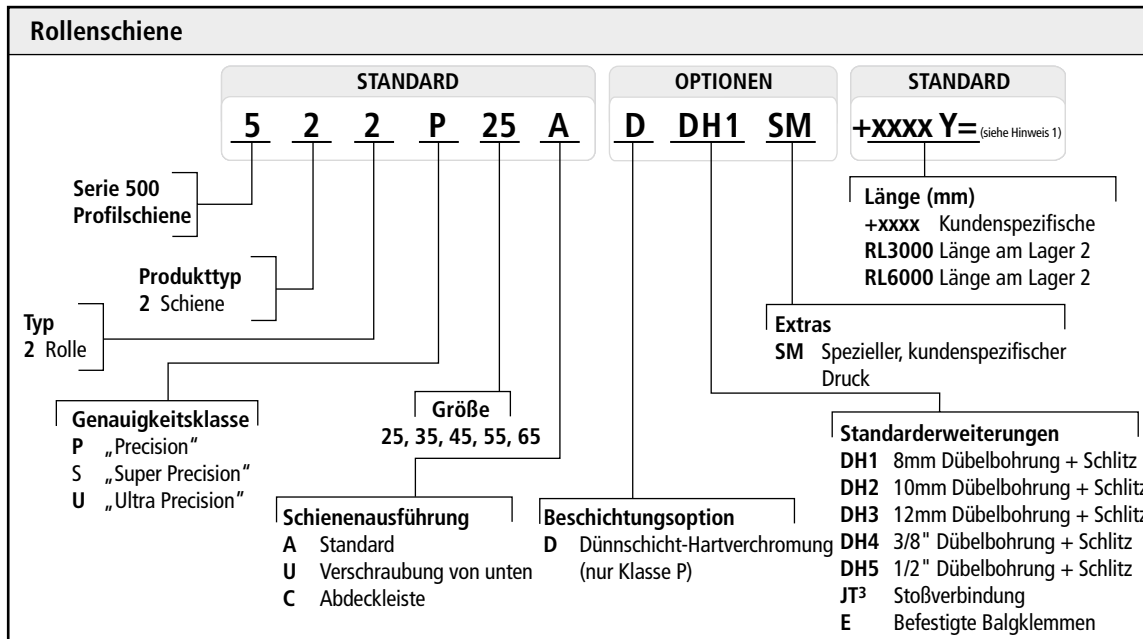 Rollenschiene
STANDARD
OPTIONEN
STANDARD
5 2 2 P 25 A
D DH1 SM
+xxxx Y= (siehe Hinweis 1)
Serie 500
Profilschiene
Produkttyp
2 Schiene
Typ
2 Rolle
Genauigkeitsklasse
P „Precision“
S „Super Precision“
U „Ultra Precision“
Größe
25, 35, 45, 55, 65
Schienenausführung
A Standard
U Verschraubung von unten
C Abdeckleiste
Beschichtungsoption
D Dünnschicht-Hartverchromung
(nur Klasse P)
Länge (mm)
+xxxx Kundenspezifische
RL3000 Länge am Lager 2
RL6000 Länge am Lager 2
Extras
SM Spezieller, kundenspezifischer
Druck
Standarderweiterungen
DH1 8mm Dübelbohrung + Schlitz
DH2 10mm Dübelbohrung + Schlitz
DH3 12mm Dübelbohrung + Schlitz
DH4 3/8" Dübelbohrung + Schlitz
DH5 1/2" Dübelbohrung + Schlitz
JT³ Stoßverbindung
E Befestigte Balgklemmen